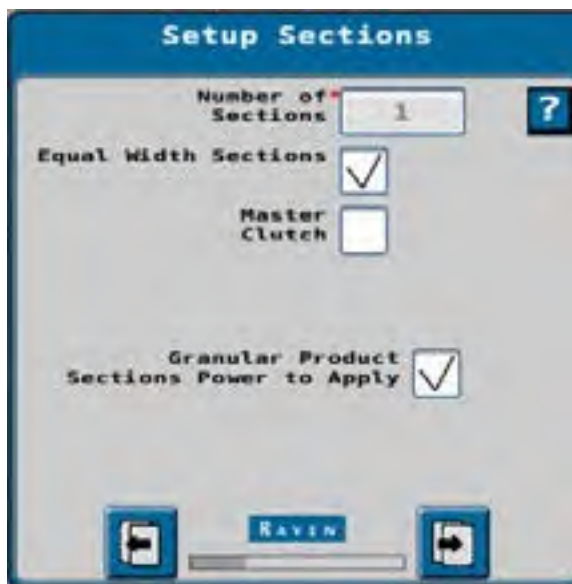 Setup Sections
Number of*
Sections
1
?
Equal Width Sections
Master
Clutch
Granular Product
Sections Power to Apply
RAVEN